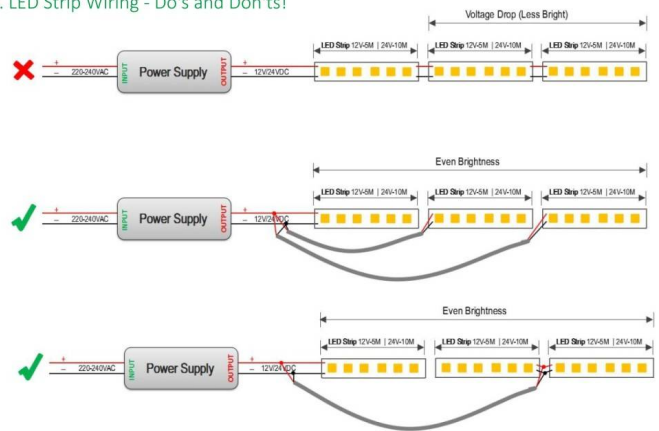 . LED Strip Wiring - Do's and Don'ts!
Voltage Drop (Less Bright)
LED Strip 12V-5M | 24V-10M
LED Strip 12V-5M | 24V-10M
LED Strip 12V-5M | 24V-10M
+
– 220-240VAC
INPUT
Power Supply
OUTPUT
+
– 12V/24VDC
Even Brightness
LED Strip 12V-5M | 24V-10M
LED Strip 12V-5M | 24V-10M
LED Strip 12V-5M | 24V-10M
+
– 220-240VAC
INPUT
Power Supply
OUTPUT
+
– 12V/24VDC
Even Brightness
LED Strip 12V-5M | 24V-10M
LED Strip 12V-5M | 24V-10M
LED Strip 12V-5M | 24V-10M
+
– 220-240VAC
INPUT
Power Supply
OUTPUT
+
– 12V/24VDC